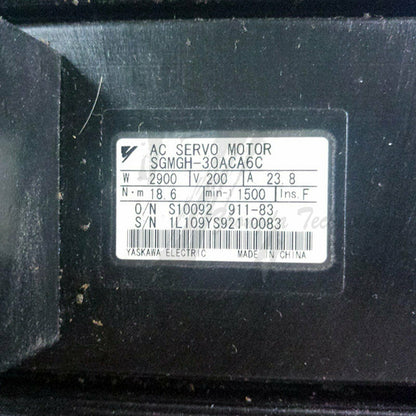 AC SERVO MOTOR
SGMGH-30ACA6C
W 2900 V 200 A 23.8
N·m 18.6 min-1 1500 Ins. F
O/N S10092 911-83
S/N 1L109YS92110083
YASKAWA ELECTRIC MADE IN CHINA